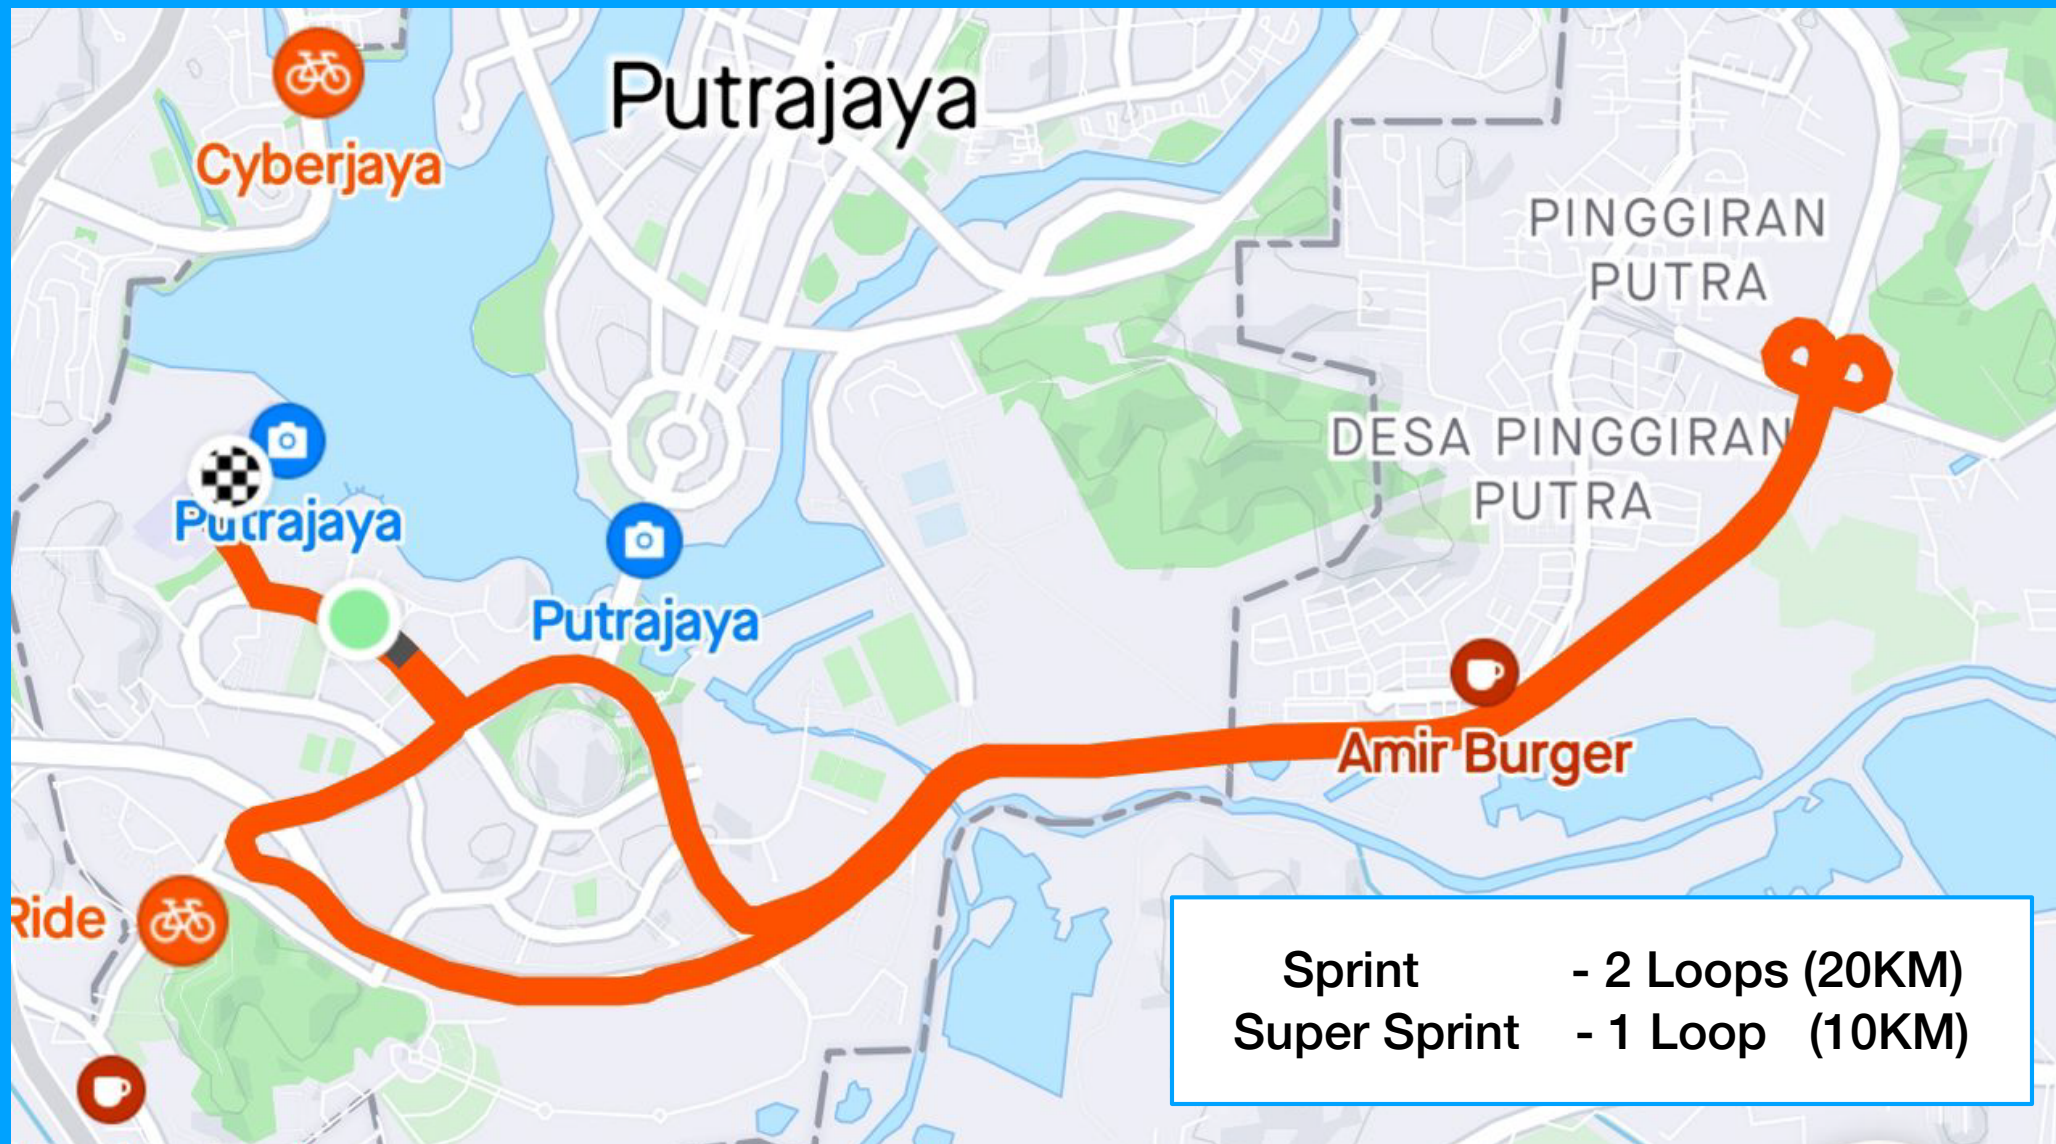 Putrajaya
Cyberjaya
PINGGIRAN
PUTRA
DESA PINGGIRAN
PUTRA
Putrajaya
Putrajaya
Amir Burger
Ride
Sprint - 2 Loops (20KM)
Super Sprint - 1 Loop (10KM)